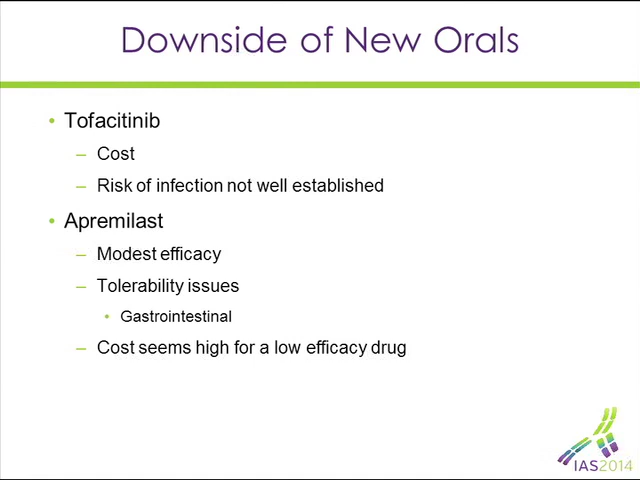 Downside of New Orals
• Tofacitinib
– Cost
– Risk of infection not well established
• Apremilast
– Modest efficacy
– Tolerability issues
• Gastrointestinal
– Cost seems high for a low efficacy drug
IAS2014